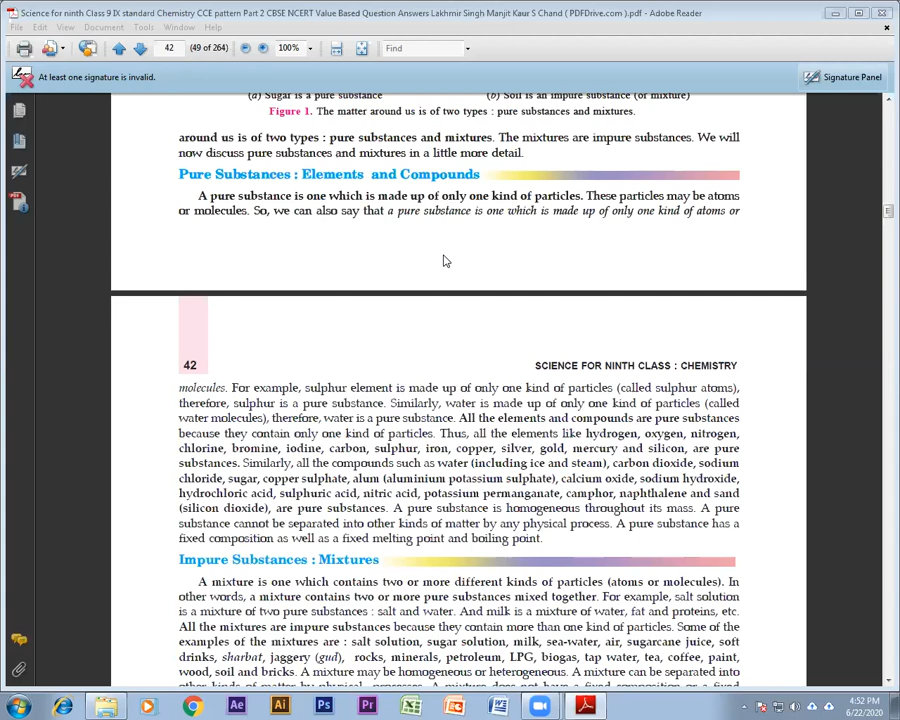 Science for ninth Class 9 IX standard Chemistry CCE pattern Part 2 CBSE NCERT Value Based Question Answers Lakhmir Singh Manjit Kaur S Chand ( PDFDrive.com ).pdf - Adobe Reader
File Edit View Document Tools Window Help
42 (49 of 264) 100% Find
At least one signature is invalid.
Signature Panel
(a) Sugar is a pure substance (b) Soil is an impure substance (or mixture)
Figure 1. The matter around us is of two types : pure substances and mixtures.
around us is of two types : pure substances and mixtures. The mixtures are impure substances. We will
now discuss pure substances and mixtures in a little more detail.
Pure Substances : Elements and Compounds
A pure substance is one which is made up of only one kind of particles. These particles may be atoms
or molecules. So, we can also say that a pure substance is one which is made up of only one kind of atoms or
42
SCIENCE FOR NINTH CLASS : CHEMISTRY
molecules. For example, sulphur element is made up of only one kind of particles (called sulphur atoms),
therefore, sulphur is a pure substance. Similarly, water is made up of only one kind of particles (called
water molecules), therefore, water is a pure substance. All the elements and compounds are pure substances
because they contain only one kind of particles. Thus, all the elements like hydrogen, oxygen, nitrogen,
chlorine, bromine, iodine, carbon, sulphur, iron, copper, silver, gold, mercury and silicon, are pure
substances. Similarly, all the compounds such as water (including ice and steam), carbon dioxide, sodium
chloride, sugar, copper sulphate, alum (aluminium potassium sulphate), calcium oxide, sodium hydroxide,
hydrochloric acid, sulphuric acid, nitric acid, potassium permanganate, camphor, naphthalene and sand
(silicon dioxide), are pure substances. A pure substance is homogeneous throughout its mass. A pure
substance cannot be separated into other kinds of matter by any physical process. A pure substance has a
fixed composition as well as a fixed melting point and boiling point.
Impure Substances : Mixtures
A mixture is one which contains two or more different kinds of particles (atoms or molecules). In
other words, a mixture contains two or more pure substances mixed together. For example, salt solution
is a mixture of two pure substances : salt and water. And milk is a mixture of water, fat and proteins, etc.
All the mixtures are impure substances because they contain more than one kind of particles. Some of the
examples of the mixtures are : salt solution, sugar solution, milk, sea-water, air, sugarcane juice, soft
drinks, sharbat, jaggery (gud), rocks, minerals, petroleum, LPG, biogas, tap water, tea, coffee, paint,
wood, soil and bricks. A mixture may be homogeneous or heterogeneous. A mixture can be separated into
other kinds of matter by physical processes. A mixture does not have a fixed composition or a fixed
Ae Ai Ps Pr
4:52 PM
6/22/2020